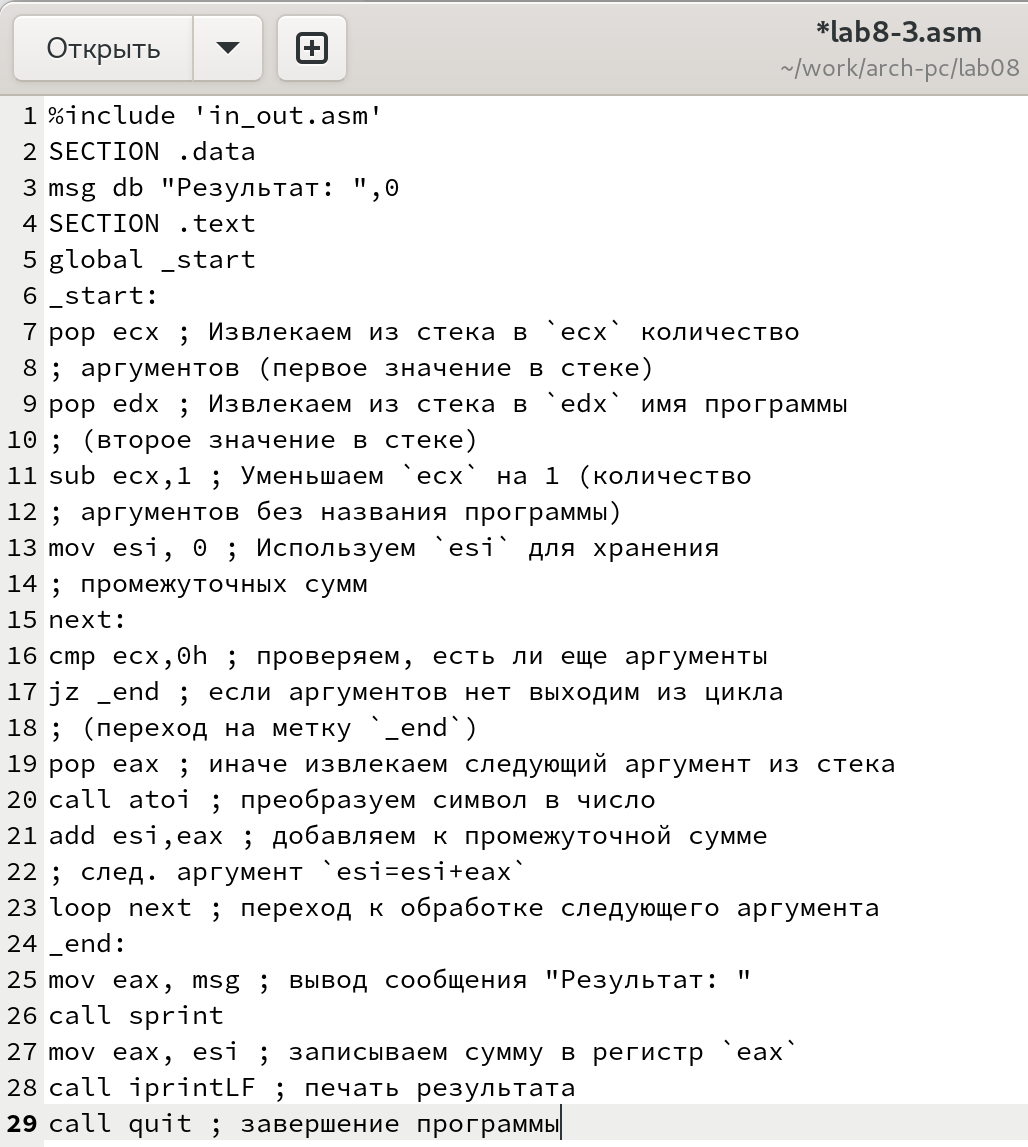 Открыть
*lab8-3.asm
~/work/arch-pc/lab08
1 %include 'in_out.asm'
2 SECTION .data
3 msg db "Результат: ",0
4 SECTION .text
5 global _start
6 _start:
7 pop ecx ; Извлекаем из стека в `ecx` количество
8 ; аргументов (первое значение в стеке)
9 pop edx ; Извлекаем из стека в `edx` имя программы
10 ; (второе значение в стеке)
11 sub ecx,1 ; Уменьшаем `ecx` на 1 (количество
12 ; аргументов без названия программы)
13 mov esi, 0 ; Используем `esi` для хранения
14 ; промежуточных сумм
15 next:
16 cmp ecx,0h ; проверяем, есть ли еще аргументы
17 jz _end ; если аргументов нет выходим из цикла
18 ; (переход на метку `_end`)
19 pop eax ; иначе извлекаем следующий аргумент из стека
20 call atoi ; преобразуем символ в число
21 add esi,eax ; добавляем к промежуточной сумме
22 ; след. аргумент `esi=esi+eax`
23 loop next ; переход к обработке следующего аргумента
24 _end:
25 mov eax, msg ; вывод сообщения "Результат: "
26 call sprint
27 mov eax, esi ; записываем сумму в регистр `eax`
28 call iprintLF ; печать результата
29 call quit ; завершение программы